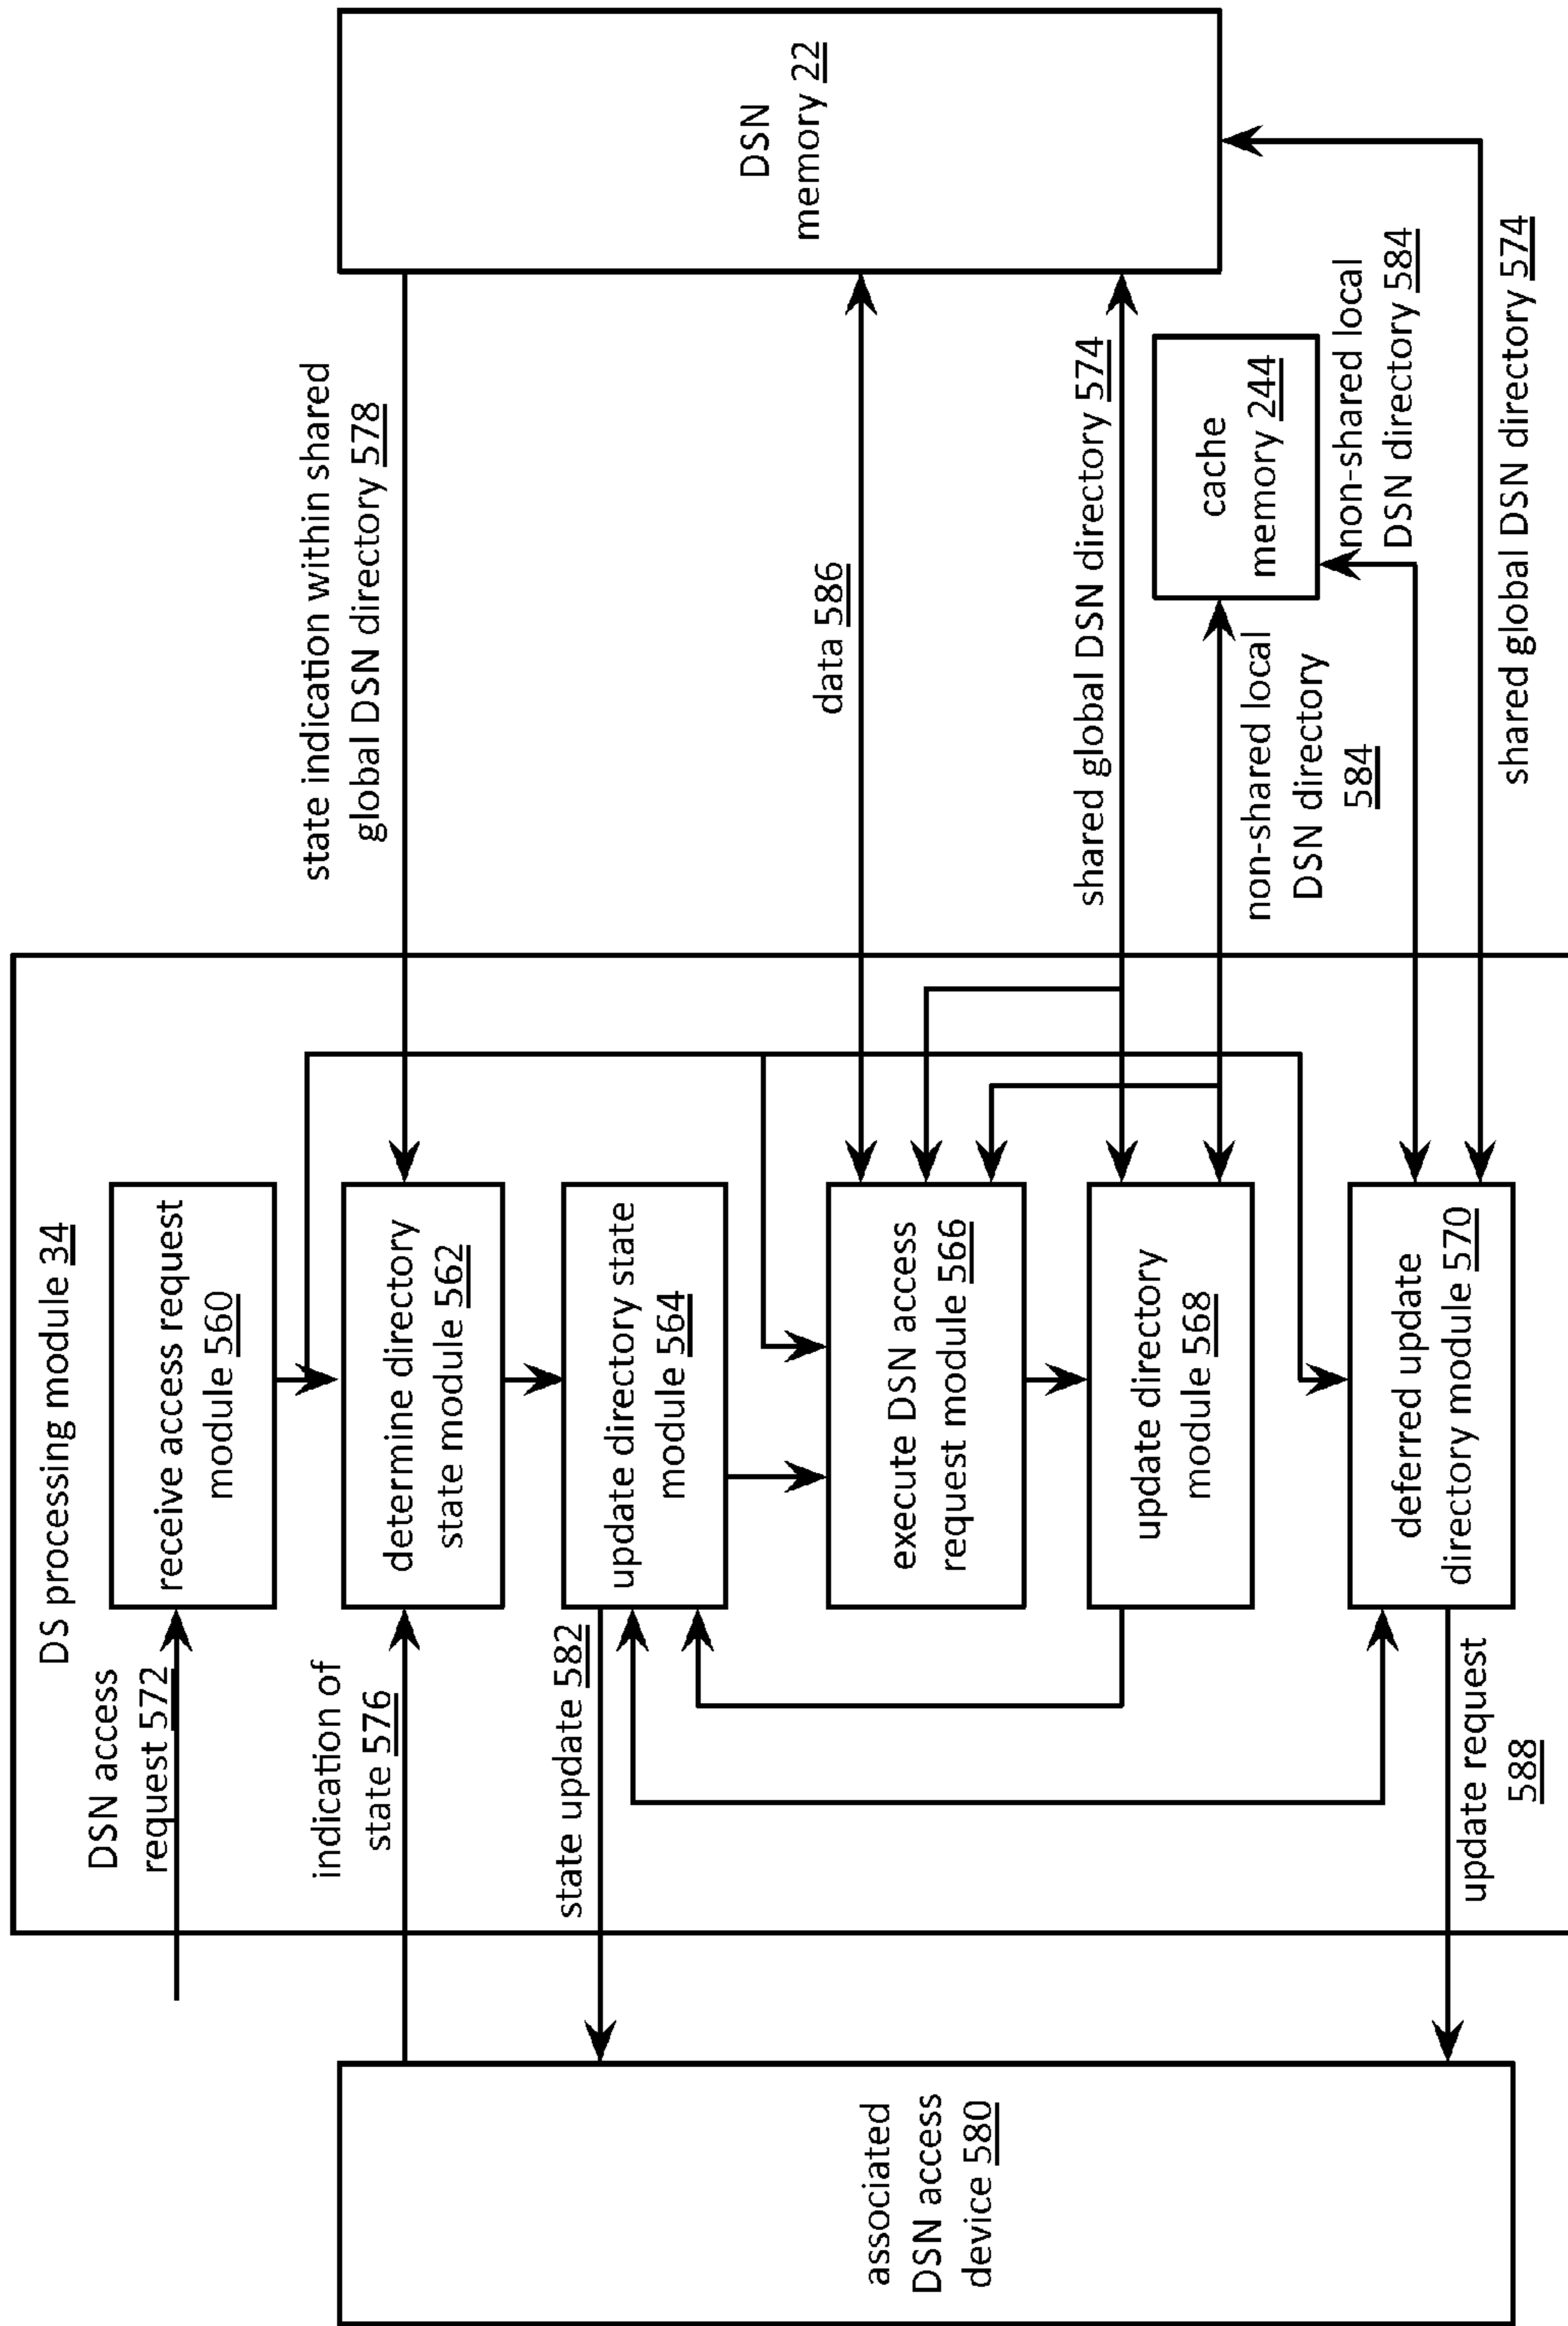 DS processing module 34
DSN access
request 572
receive access request
module 560
indication of
state 576
determine directory
state module 562
state indication within shared
global DSN directory 578
state update 582
update directory state
module 564
associated
DSN access
device 580
execute DSN access
request module 566
data 586
DSN
memory 22
update directory
module 568
shared global DSN directory 574
non-shared local
DSN directory
584
cache
memory 244
non-shared local
DSN directory 584
update request
588
deferred update
directory module 570
shared global DSN directory 574